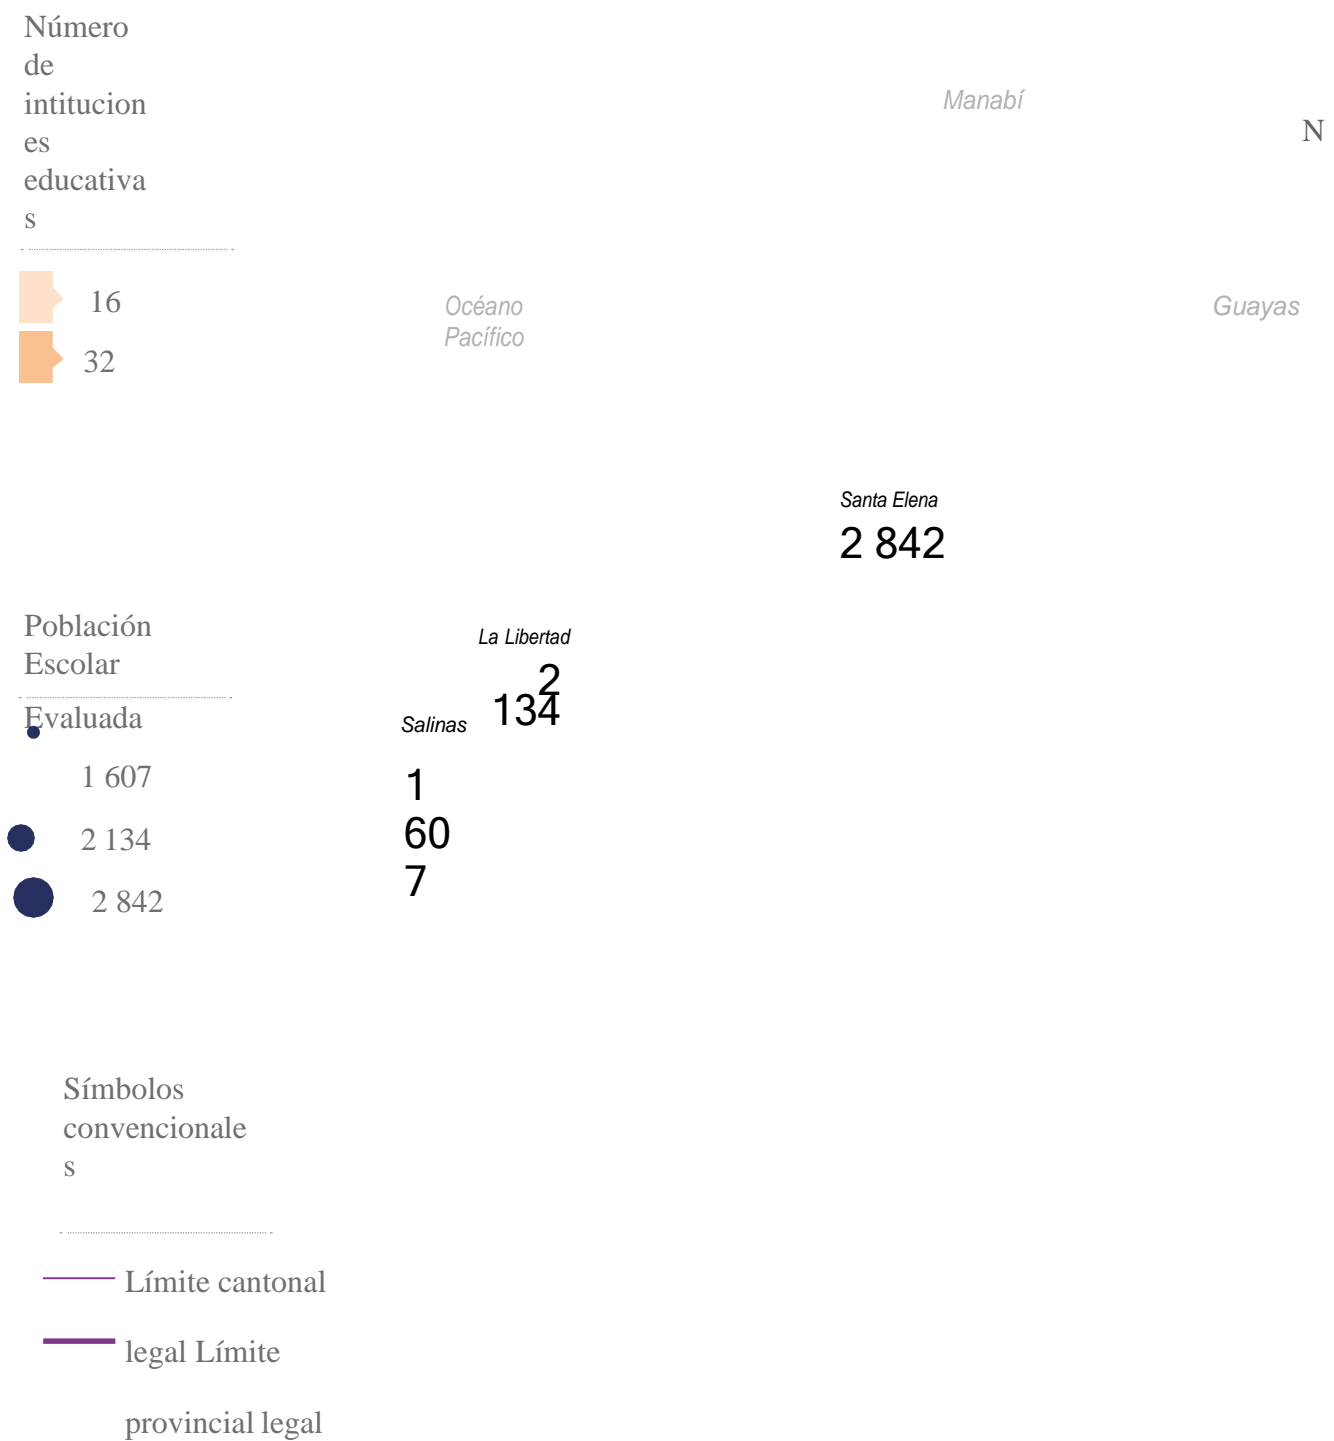 Número
de
intitucion
es
educativa
s
16
32
Manabí
N
Océano
Pacífico
Guayas
Santa Elena
2 842
La Libertad
2
134
Salinas
1
60
7
Población
Escolar
Evaluada
1 607
2 134
2 842
Símbolos
convencionale
s
Límite cantonal
legal Límite
provincial legal